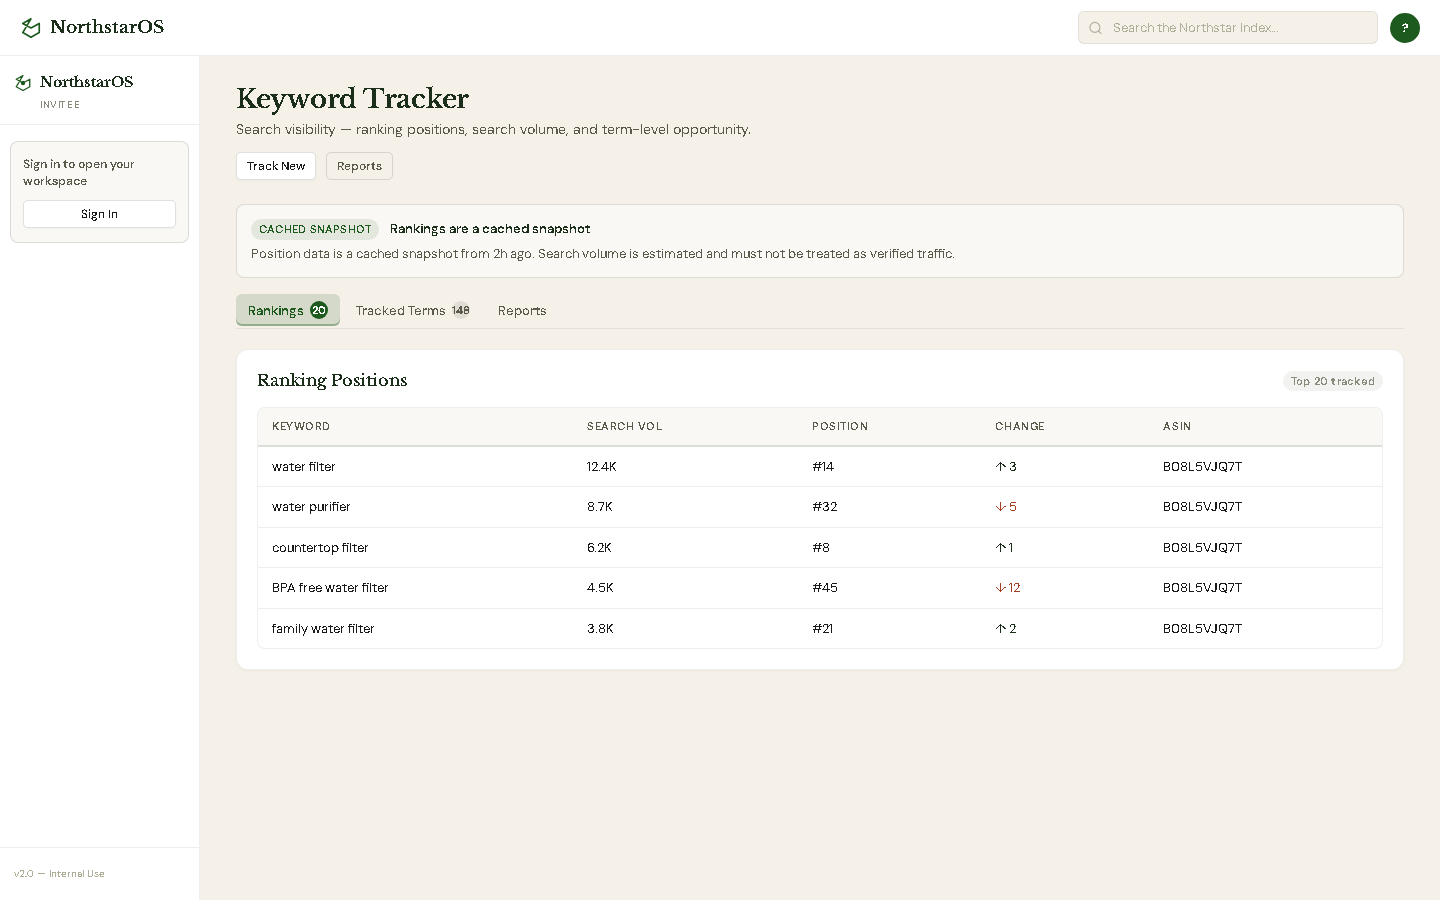 NorthstarOS
Search the Northstar Index...
?
NorthstarOS
INVITEE
Sign in to open your
workspace
Sign In
v2.0 — Internal Use
Keyword Tracker
Search visibility — ranking positions, search volume, and term-level opportunity.
Track New Reports
CACHED SNAPSHOT Rankings are a cached snapshot
Position data is a cached snapshot from 2h ago. Search volume is estimated and must not be treated as verified traffic.
Rankings 20 Tracked Terms 148 Reports
Ranking Positions Top 20 tracked
KEYWORD SEARCH VOL POSITION CHANGE ASIN
water filter 12.4K #14 ↑ 3 B08L5VJQ7T
water purifier 8.7K #32 ↓ 5 B08L5VJQ7T
countertop filter 6.2K #8 ↑ 1 B08L5VJQ7T
BPA free water filter 4.5K #45 ↓ 12 B08L5VJQ7T
family water filter 3.8K #21 ↑ 2 B08L5VJQ7T